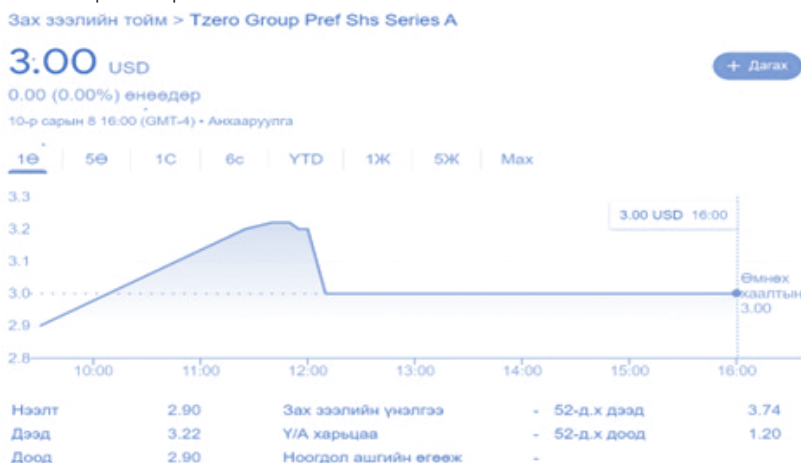 Зах зээлийн тойм > Tzero Group Pref Shs Series A
3.00 USD
+ Дагах
0.00 (0.00%) өнөөдөр
10-р сарын 8 16:00 (GMT-4) • Анхааруулга
1Ө 5Ө 1С 6с YTD 1Ж 5Ж Max
3.3
3.2
3.1
3.0
2.9
2.8
3.00 USD 16:00
Өмнөх
хаалтын
3.00
10:00 11:00 12:00 13:00 14:00 15:00 16:00
Нээлт 2.90 Зах зээлийн үнэлгээ - 52-д.х дээд 3.74
Дээд 3.22 Ү/А харьцаа - 52-д.х доод 1.20
Доод 2.90 Ноогдол ашгийн өгөөж -